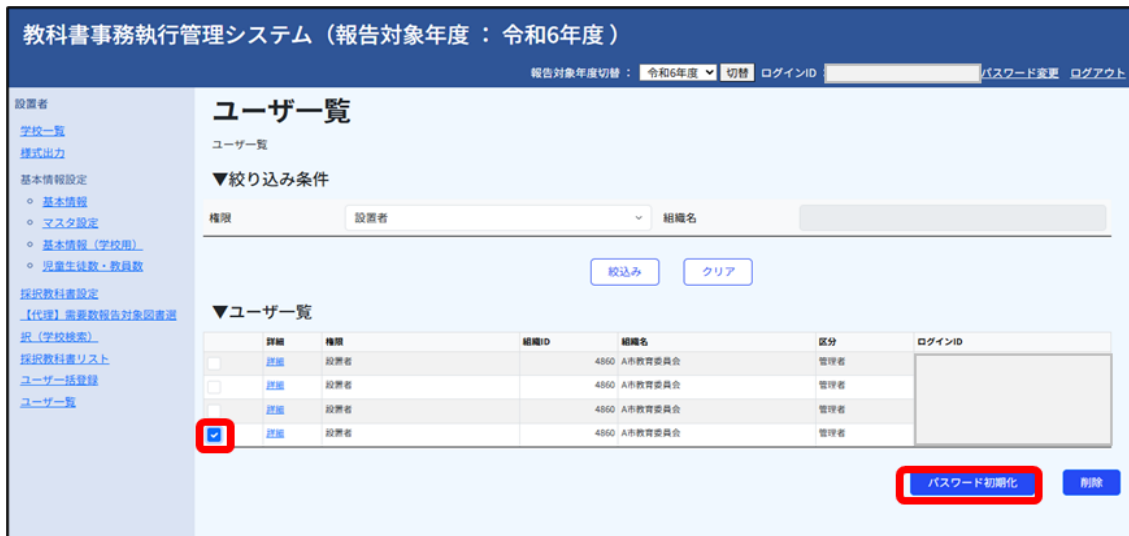 教科書事務執行管理システム（報告対象年度 ： 令和6年度 ）
報告対象年度切替 ： 令和6年度 切替 ログインID パスワード変更 ログアウト
設置者
学校一覧
様式出力
基本情報設定
基本情報
マスタ設定
基本情報（学校用）
児童生徒数・教員数
採択教科書設定
【代理】需要数報告対象図書選
択（学校検索）
採択教科書リスト
ユーザ一括登録
ユーザ一覧
ユーザ一覧
ユーザ一覧
▼絞り込み条件
権限 設置者 組織名
絞込み クリア
▼ユーザ一覧
詳細 権限 組織ID 組織名 区分 ログインID
詳細 設置者 4860 A市教育委員会 管理者
詳細 設置者 4860 A市教育委員会 管理者
詳細 設置者 4860 A市教育委員会 管理者
詳細 設置者 4860 A市教育委員会 管理者
パスワード初期化 削除